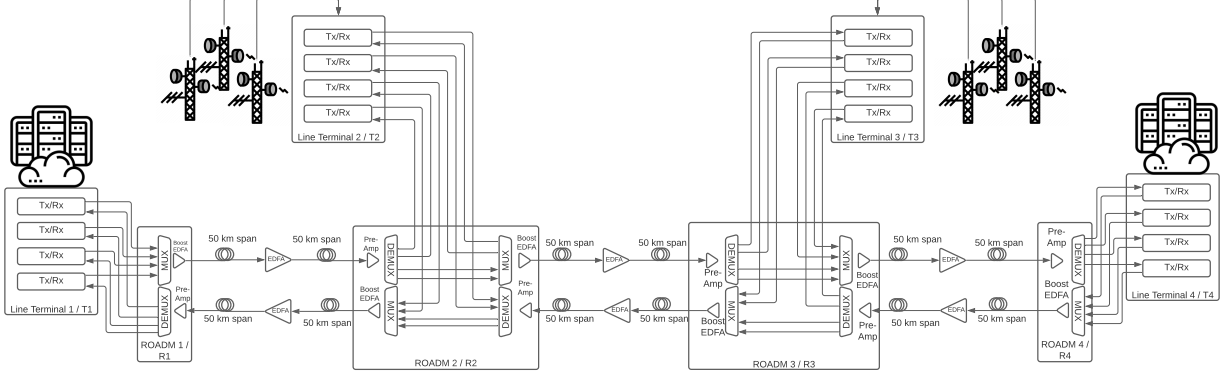 Tx/Rx
Tx/Rx
Tx/Rx
Tx/Rx
Line Terminal 2 / T2
Tx/Rx
Tx/Rx
Tx/Rx
Tx/Rx
Line Terminal 3 / T3
Tx/Rx
Tx/Rx
Tx/Rx
Tx/Rx
Line Terminal 1 / T1
Tx/Rx
Tx/Rx
Tx/Rx
Tx/Rx
Line Terminal 4 / T4
MUX
Boost
EDFA
Pre-
Amp
DEMUX
ROADM 1 /
R1
50 km span
EDFA
50 km span
50 km span
EDFA
50 km span
Pre-
Amp
DEMUX
Boost
EDFA
MUX
MUX
Boost
EDFA
Pre-
Amp
DEMUX
ROADM 2 / R2
50 km span
EDFA
50 km span
50 km span
EDFA
50 km span
DEMUX
Pre-
Amp
MUX
Boost
EDFA
MUX
Boost
EDFA
DEMUX
Pre-
Amp
ROADM 3 / R3
50 km span
EDFA
50 km span
50 km span
EDFA
50 km span
Pre-
Amp
DEMUX
Boost
EDFA
MUX
ROADM 4 /
R4